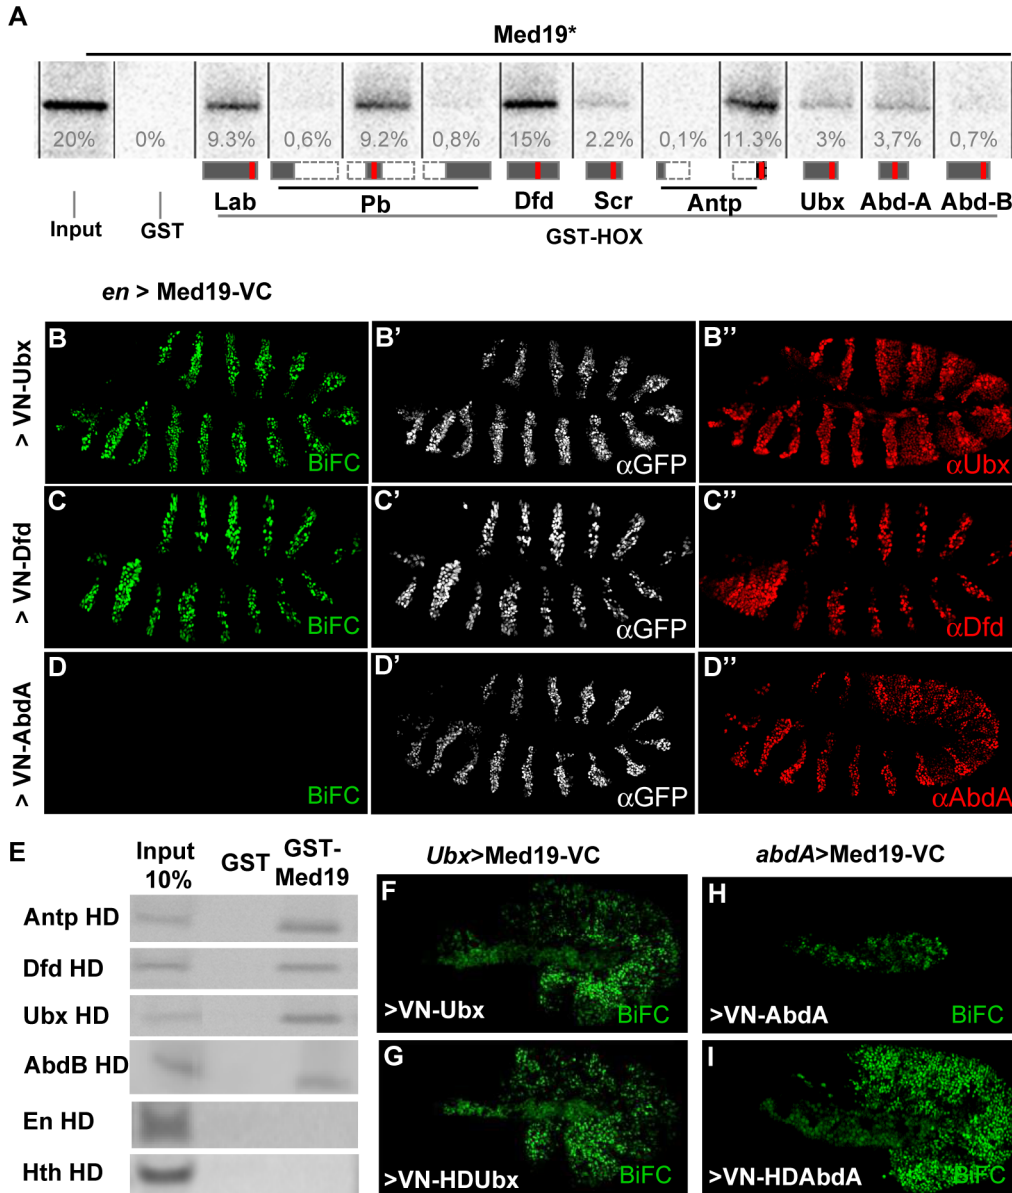 A
Med19*
20% 0% 9.3% 0,6% 9.2% 0,8% 15% 2.2% 0,1% 11.3% 3% 3,7% 0,7%
Lab Pb Dfd Scr Antp Ubx Abd-A Abd-B
Input GST GST-HOX
en > Med19-VC
> VN-Ubx
B BiFC
B' αGFP
B'' αUbx
> VN-Dfd
C BiFC
C' αGFP
C'' αDfd
> VN-AbdA
D BiFC
D' αGFP
D'' αAbdA
E
Input 10% GST GST-Med19
Antp HD
Dfd HD
Ubx HD
AbdB HD
En HD
Hth HD
Ubx>Med19-VC
F
>VN-Ubx BiFC
G
>VN-HDUbx BiFC
abdA>Med19-VC
H
>VN-AbdA BiFC
I
>VN-HDAbdA BiFC